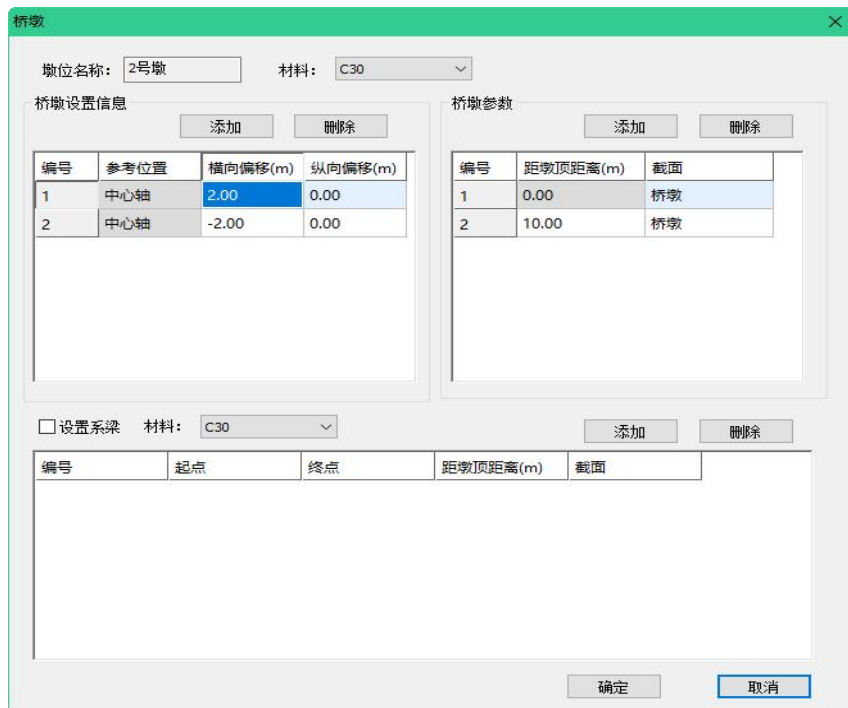 桥墩
墩位名称: 2号墩 材料: C30
桥墩设置信息
添加 删除
编号 参考位置 横向偏移(m) 纵向偏移(m)
1 中心轴 2.00 0.00
2 中心轴 -2.00 0.00
桥墩参数
添加 删除
编号 距墩顶距离(m) 截面
1 0.00 桥墩
2 10.00 桥墩
设置系梁 材料: C30
添加 删除
编号 起点 终点 距墩顶距离(m) 截面
确定 取消